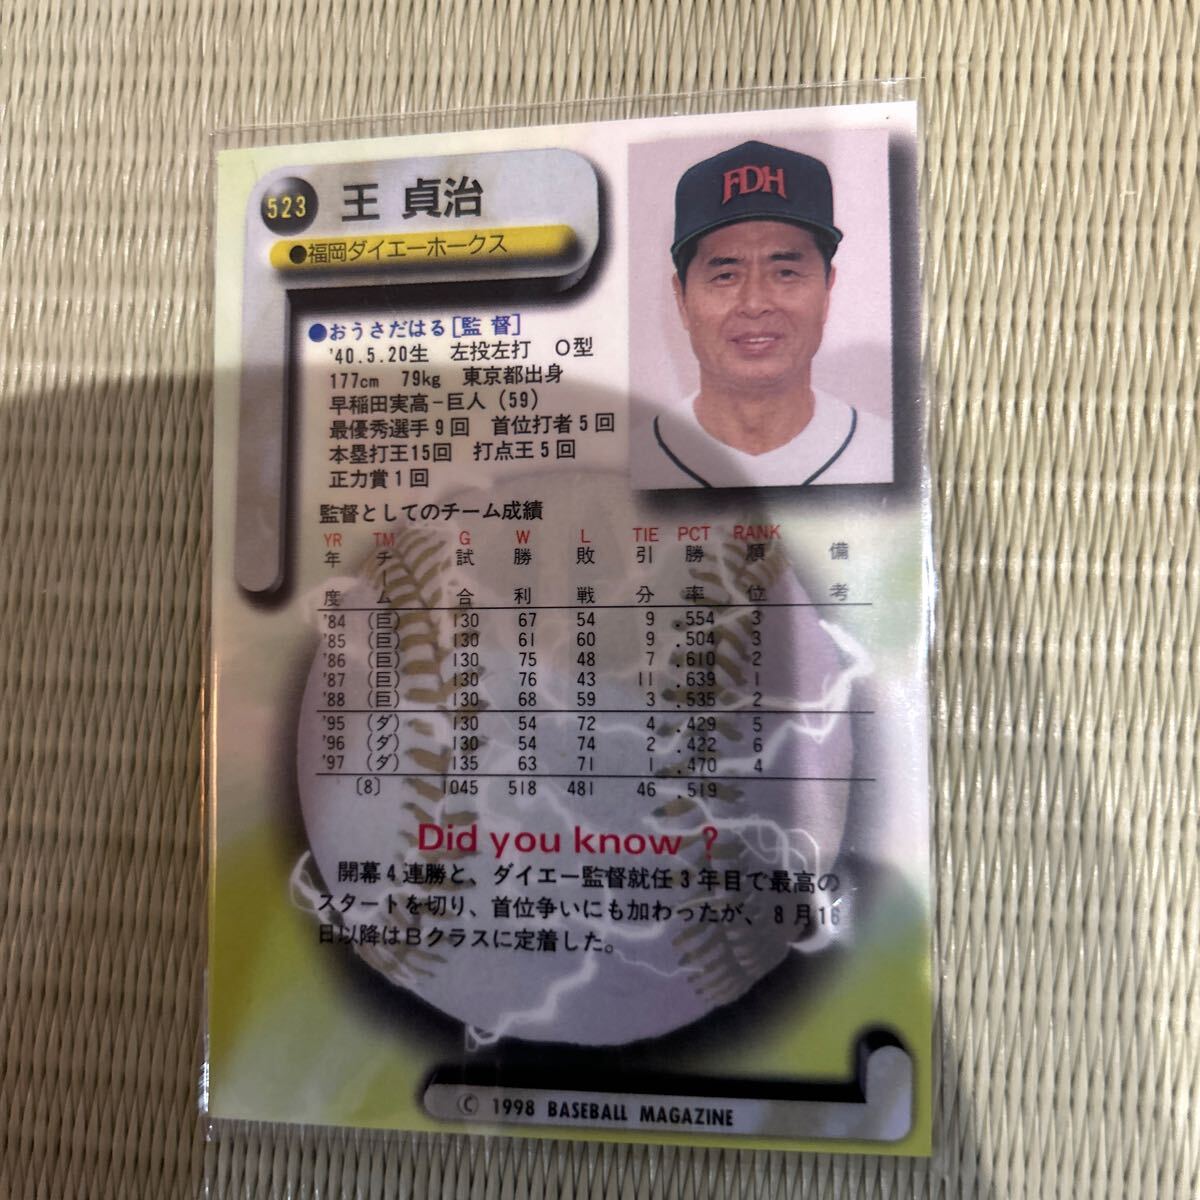 523 王 貞治
●福岡ダイエーホークス
FDH
●おうさだはる[監 督]
'40.5.20生 左投左打 O型
177cm 79kg 東京都出身
早稲田実高-巨人(59)
最優秀選手9回 首位打者5回
本塁打王15回 打点王5回
正力賞1回
監督としてのチーム成績
YR TM G W L TIE PCT RANK
年度 チーム 試合 勝利 敗戦 引分 勝率 順位 備考
'84 (巨) 130 67 54 9 .554 3
'85 (巨) 130 61 60 9 .504 3
'86 (巨) 130 75 48 7 .610 2
'87 (巨) 130 76 43 11 .639 1
'88 (巨) 130 68 59 3 .535 2
'95 (ダ) 130 54 72 4 .429 5
'96 (ダ) 130 54 74 2 .422 6
'97 (ダ) 135 63 71 1 .470 4
[8] 1045 518 481 46 .519
Did you know ?
開幕4連勝と、ダイエー監督就任3年目で最高の
スタートを切り、首位争いにも加わったが、8月16
日以降はBクラスに定着した。
© 1998 BASEBALL MAGAZINE